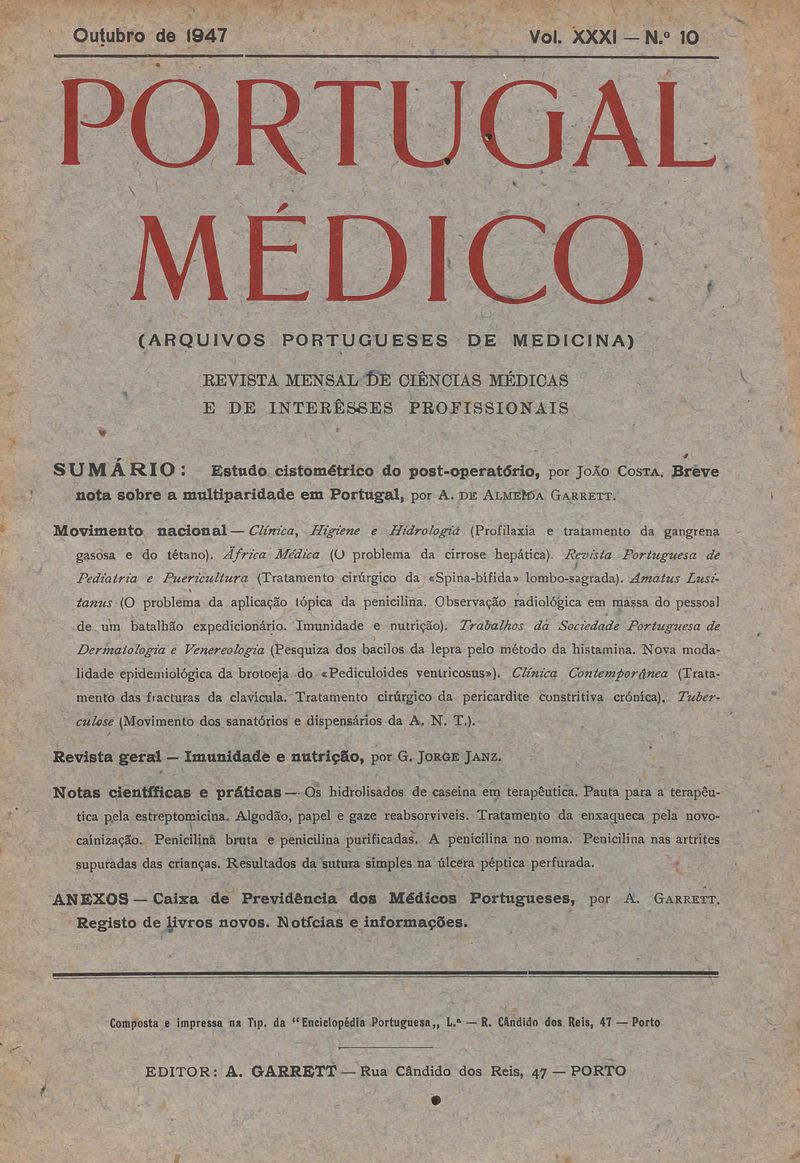 Outubro de 1947 Vol. XXXI — N.º 10
PORTUGAL
MÉDICO
(ARQUIVOS PORTUGUESES DE MEDICINA)
REVISTA MENSAL DE CIÊNCIAS MÉDICAS
E DE INTERÊSSES PROFISSIONAIS
SUMÁRIO: Estudo cistométrico do post-operatório, por João Costa. Breve
nota sobre a multiparidade em Portugal, por A. de Almeida Garrett.
Movimento nacional — Clínica, Higiene e Hidrologia (Profilaxia e tratamento da gangrena
gasosa e do tétano). África Médica (O problema da cirrose hepática). Revista Portuguesa de
Pediatria e Puericultura (Tratamento cirúrgico da «Spina-bífida» lombo-sagrada). Amatus Lusi-
tanus (O problema da aplicação tópica da penicilina. Observação radiológica em massa do pessoal
de um batalhão expedicionário. Imunidade e nutrição). Trabalhos da Sociedade Portuguesa de
Dermatologia e Venereologia (Pesquiza dos bacilos da lepra pelo método da histamina. Nova moda-
lidade epidemiológica da brotoeja do «Pediculoides ventricosus»). Clínica Contemporânea (Trata-
mento das fracturas da clavícula. Tratamento cirúrgico da pericardite constritiva crónica). Tuber-
culose (Movimento dos sanatórios e dispensários da A. N. T.).
Revista geral — Imunidade e nutrição, por G. Jorge Janz.
Notas científicas e práticas — Os hidrolisados de caseína em terapêutica. Pauta para a terapêu-
tica pela estreptomicina. Algodão, papel e gaze reabsorvíveis. Tratamento da enxaqueca pela novo-
cainização. Penicilina bruta e penicilina purificadas. A penicilina no noma. Penicilina nas artrites
supuradas das crianças. Resultados da sutura simples na úlcera péptica perfurada.
ANEXOS — Caixa de Previdência dos Médicos Portugueses, por A. Garrett.
Registo de livros novos. Notícias e informações.
Composta e impressa na Tip. da "Enciclopédia Portuguesa,, L.ª — R. Cândido dos Reis, 47 — Porto
EDITOR: A. GARRETT — Rua Cândido dos Reis, 47 — PORTO